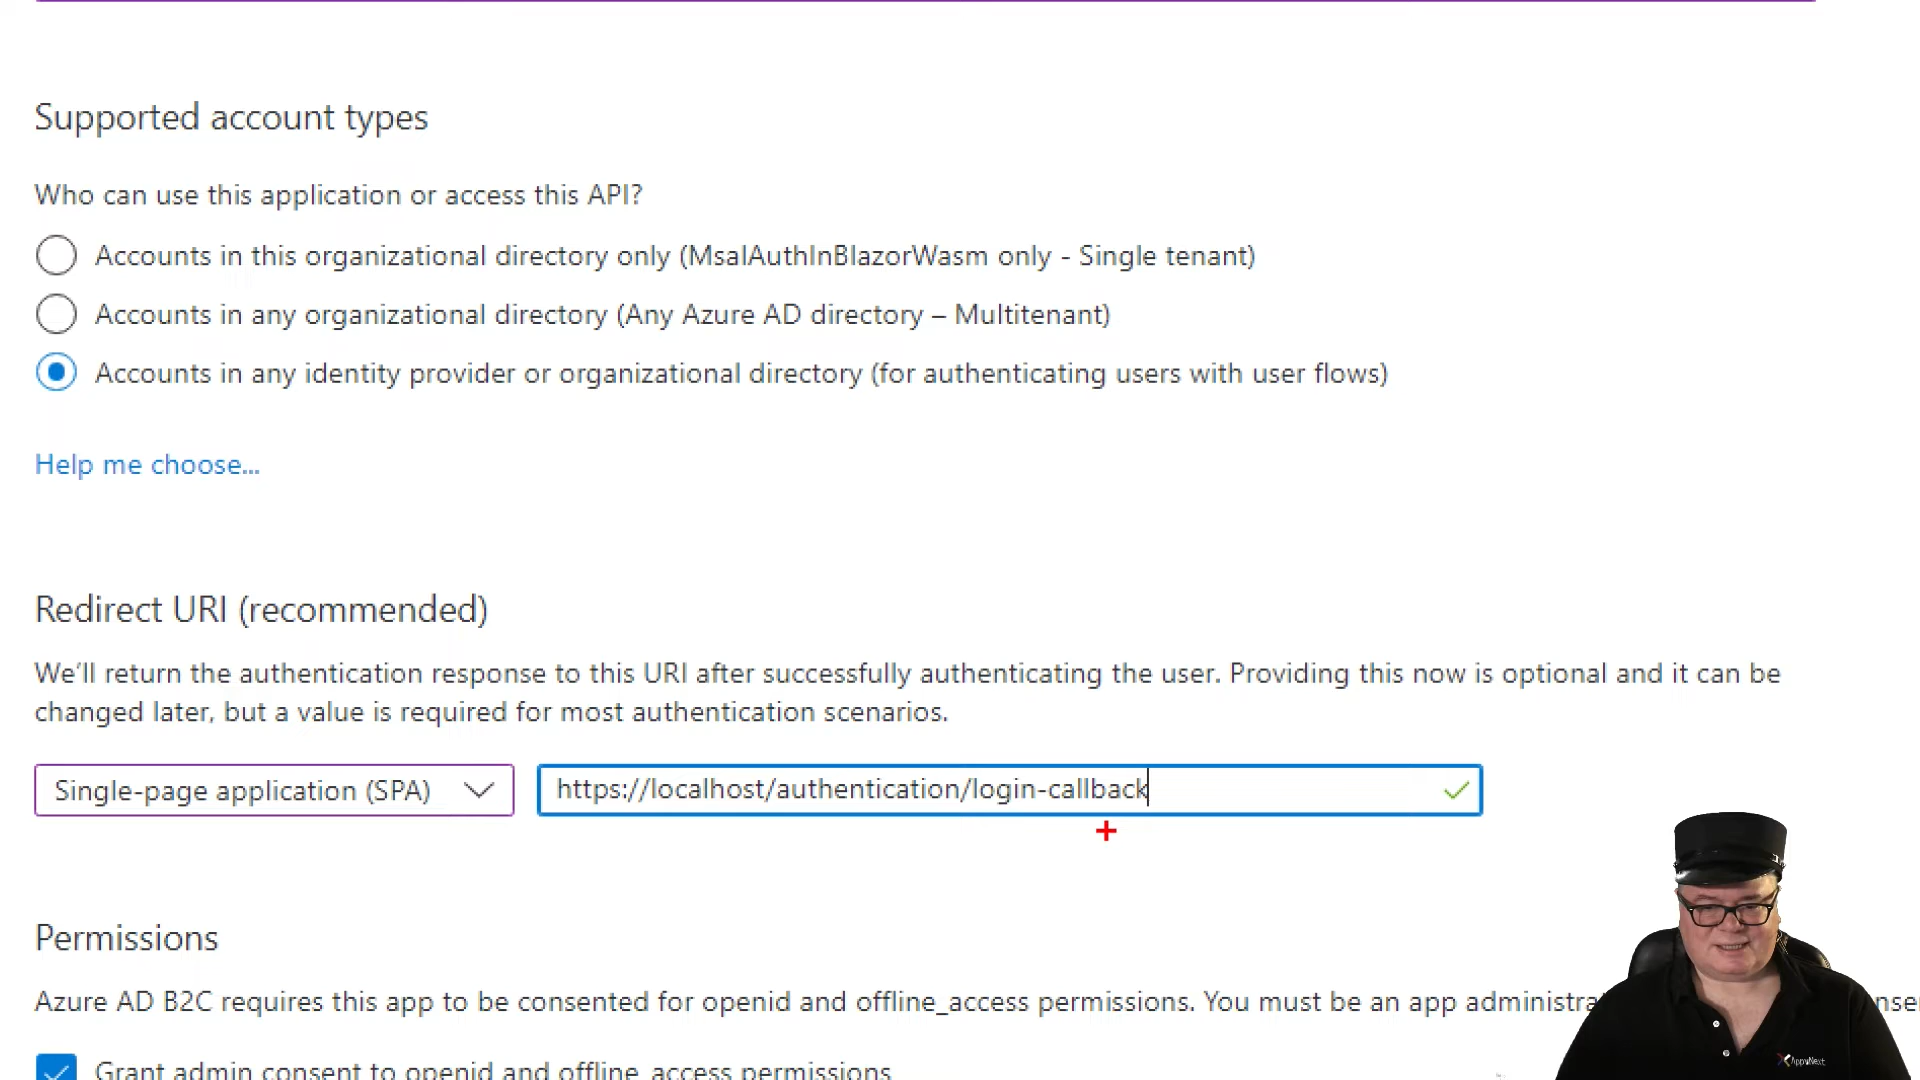 Supported account types
Who can use this application or access this API?
Accounts in this organizational directory only (MsalAuthInBlazorWasm only - Single tenant)
Accounts in any organizational directory (Any Azure AD directory – Multitenant)
Accounts in any identity provider or organizational directory (for authenticating users with user flows)
Help me choose...
Redirect URI (recommended)
We'll return the authentication response to this URI after successfully authenticating the user. Providing this now is optional and it can be
changed later, but a value is required for most authentication scenarios.
Single-page application (SPA)
https://localhost/authentication/login-callback
Permissions
Azure AD B2C requires this app to be consented for openid and offline_access permissions. You must be an app
Grant admin consent to openid and offline_access permissions
AppvNext